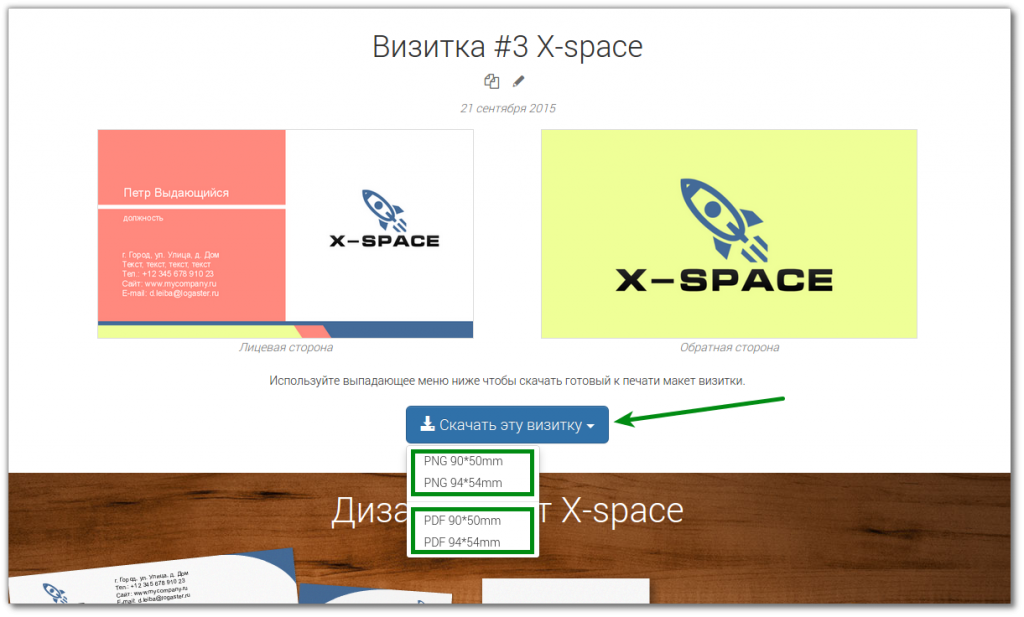 Визитка #3 X-space
21 сентября 2015
Петр Выдающийся
должность
г. Город, ул. Улица, д. Дом
Текст, текст, текст, текст
Тел.: +12 345 678 910 23
Сайт: www.mycompany.ru
E-mail: d.leiba@logaster.ru
X-SPACE
X-SPACE
Лицевая сторона
Обратная сторона
Используйте выпадающее меню ниже чтобы скачать готовый к печати макет визитки.
Скачать эту визитку
PNG 90*50mm
PNG 94*54mm
PDF 90*50mm
PDF 94*54mm
Диза т X-space
г. Город, ул. Улица, д. Дом
Тел.: +12 345 678 910 23
Сайт: www.mycompany.ru
E-mail: d.leiba@logaster.ru